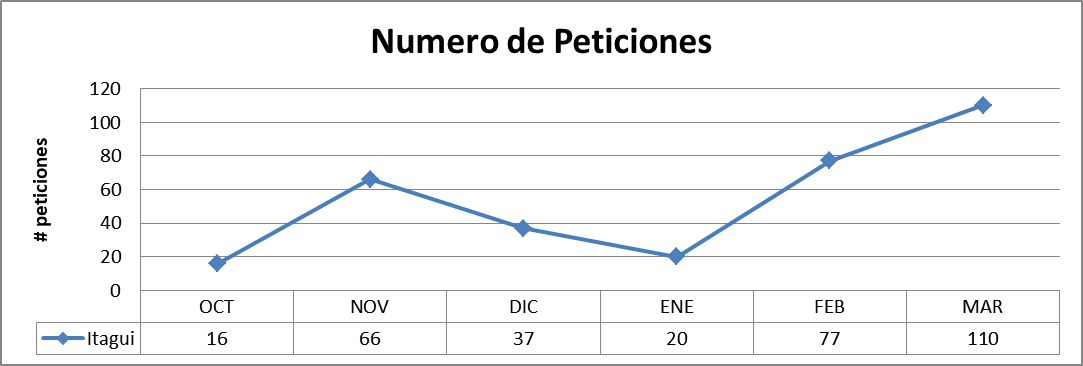 Numero de Peticiones
# peticiones
120
100
80
60
40
20
0
OCT NOV DIC ENE FEB MAR
Itagui 16 66 37 20 77 110